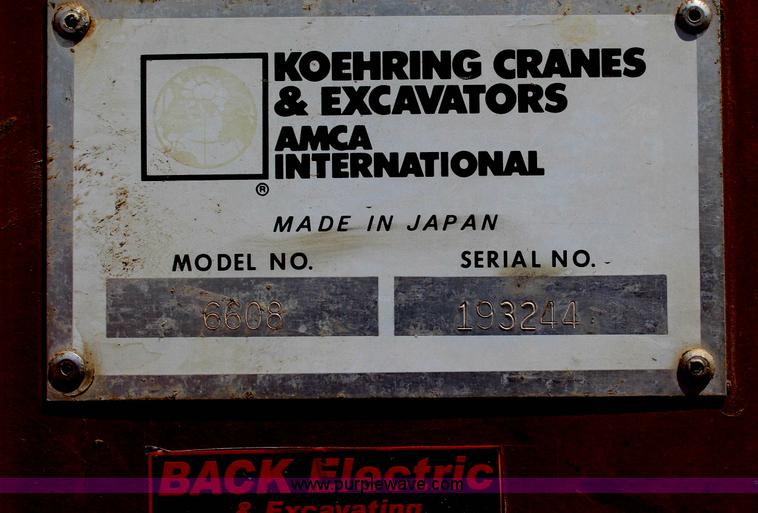 KOEHRING CRANES
& EXCAVATORS
AMCA
INTERNATIONAL
®
MADE IN JAPAN
MODEL NO. SERIAL NO.
6608 193244
BACK Electric
www.purplewave.com
& Excavating